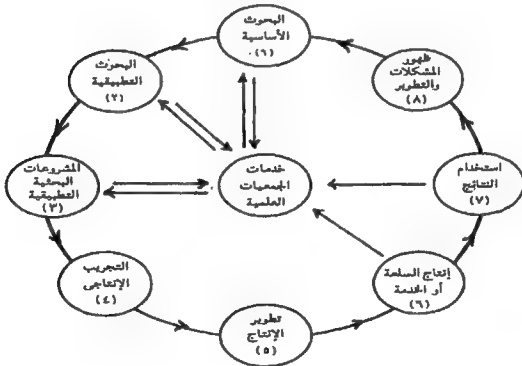 البحوث
الأساسية
(١)
البحوث
التطبيقية
(٢)
المشروعات
البحثية
التطبيقية
(٣)
التجريب
الإنتاجى
(٤)
تطوير
الإنتاج
(٥)
إنتاج السلعة
أو الخدمة
(٦)
استخدام
النتائج
(٧)
ظهور
المشكلات
والتطوير
(٨)
خدمات
الجمعيات
العلمية